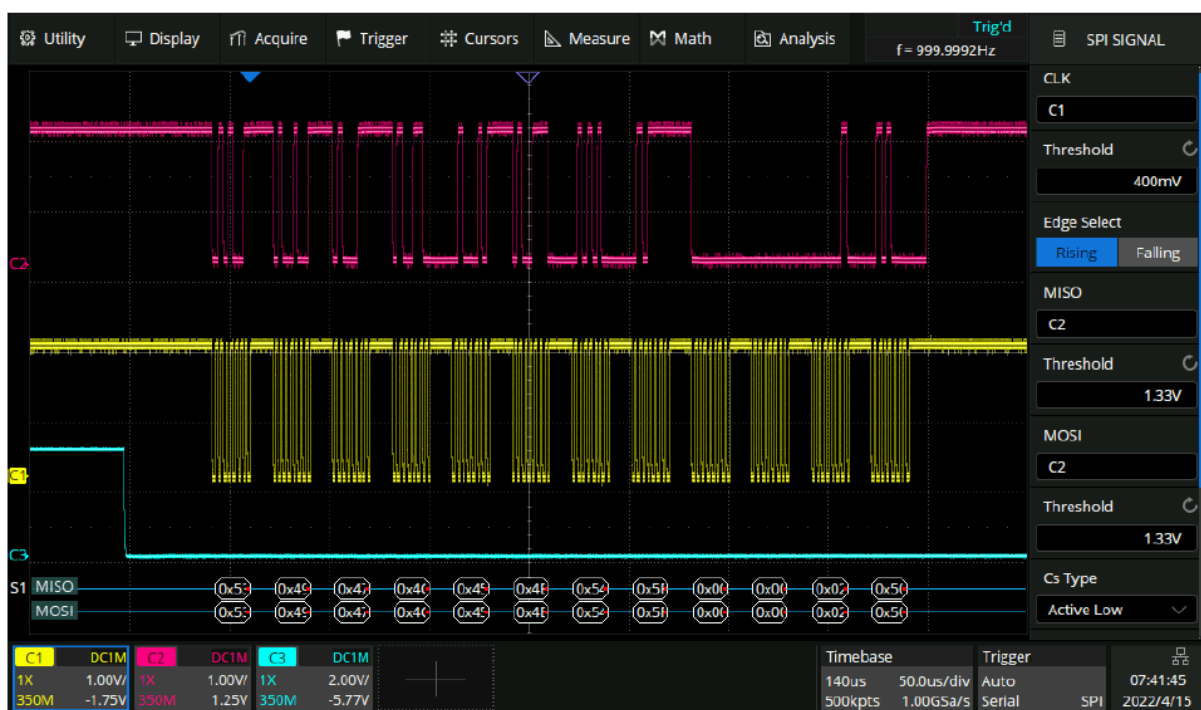 Utility Display Acquire Trigger Cursors Measure Math Analysis
Trig'd
f = 999.9992Hz
SPI SIGNAL
CLK
C1
Threshold
400mV
Edge Select
Rising Falling
MISO
C2
Threshold
1.33V
MOSI
C2
Threshold
1.33V
Cs Type
Active Low
C2
C1
C3
S1 MISO
MOSI
C1 DC1M
1X 1.00V/
350M -1.75V
C2 DC1M
1X 1.00V/
350M 1.25V
C3 DC1M
1X 2.00V/
350M -5.77V
Timebase
140us 50.0us/div
500kpts 1.00GSa/s
Trigger
Auto
Serial SPI
07:41:45
2022/4/15